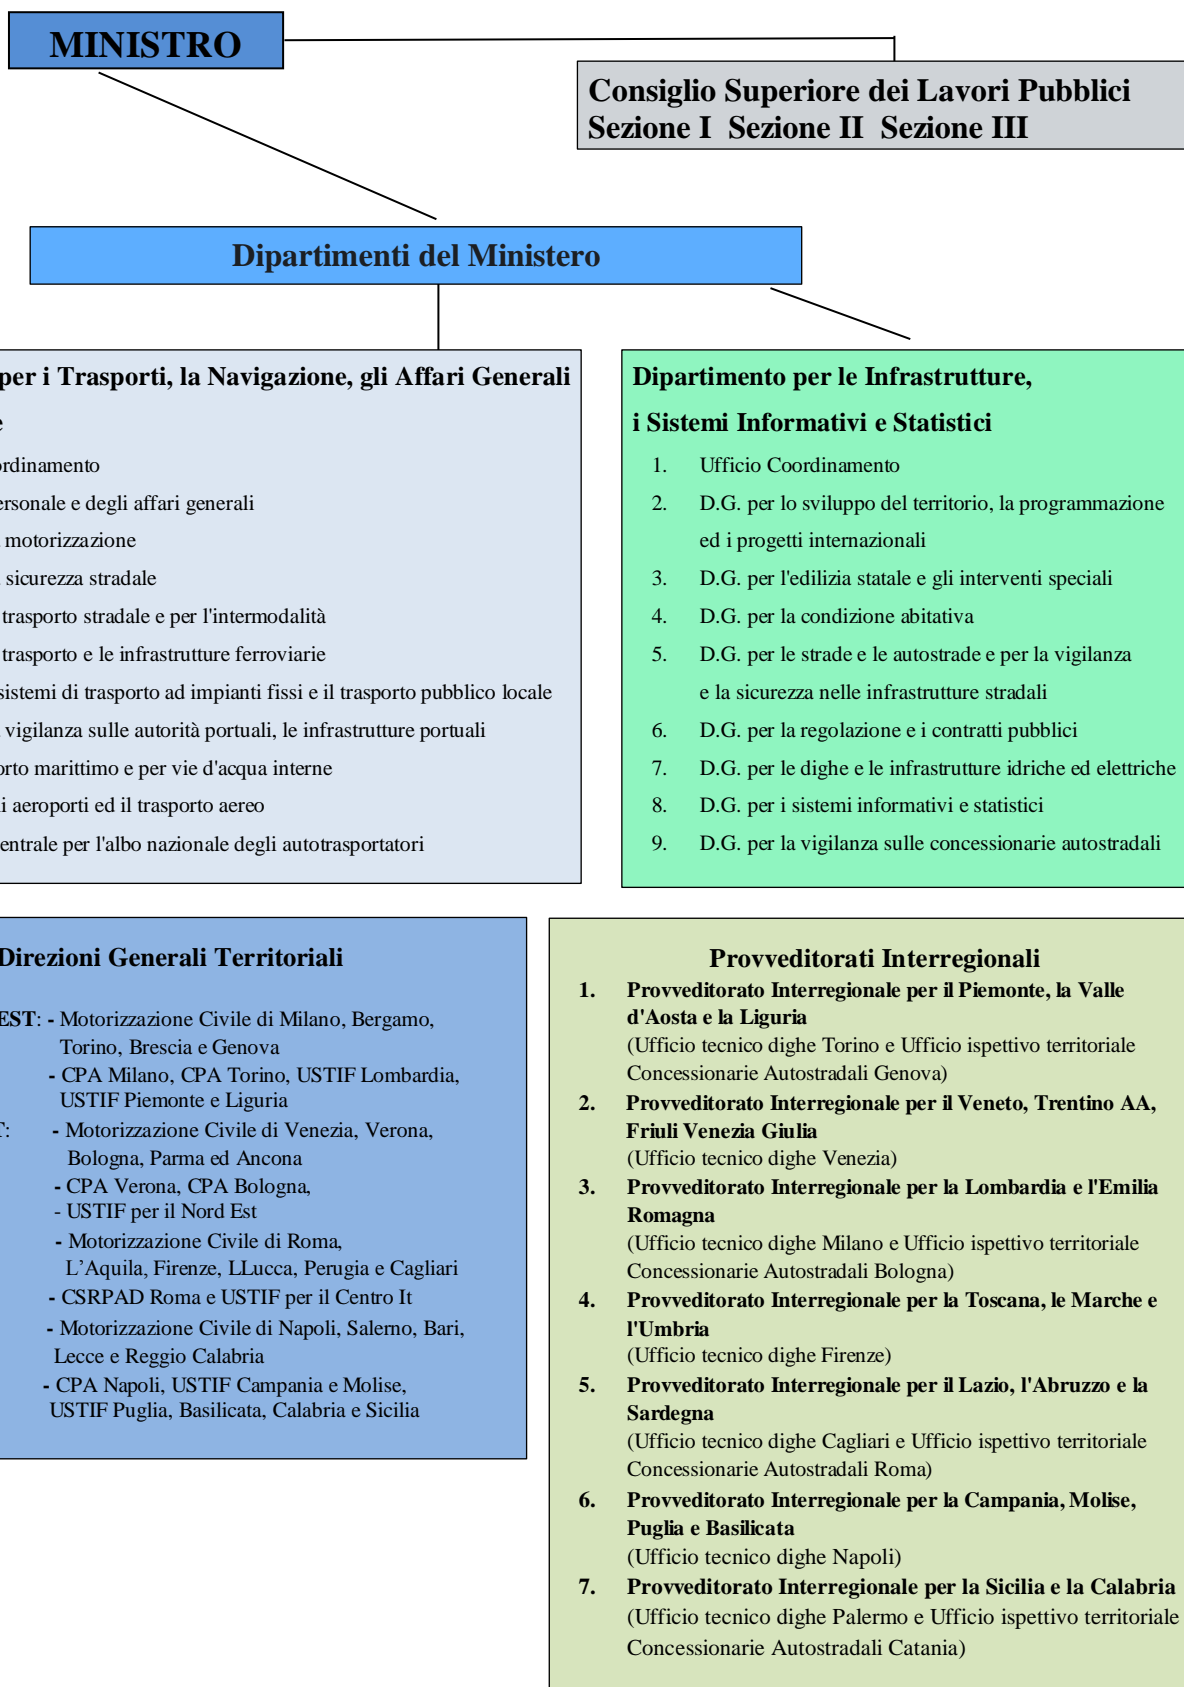 MINISTRO
Consiglio Superiore dei Lavori Pubblici
Sezione I Sezione II Sezione III
Dipartimenti del Ministero
per i Trasporti, la Navigazione, gli Affari Generali
e
ordinamento
ersonale e degli affari generali
motorizzazione
sicurezza stradale
trasporto stradale e per l'intermodalità
trasporto e le infrastrutture ferroviarie
sistemi di trasporto ad impianti fissi e il trasporto pubblico locale
vigilanza sulle autorità portuali, le infrastrutture portuali
orto marittimo e per vie d'acqua interne
i aeroporti ed il trasporto aereo
entrale per l'albo nazionale degli autotrasportatori
Dipartimento per le Infrastrutture,
i Sistemi Informativi e Statistici
1. Ufficio Coordinamento
2. D.G. per lo sviluppo del territorio, la programmazione
ed i progetti internazionali
3. D.G. per l'edilizia statale e gli interventi speciali
4. D.G. per la condizione abitativa
5. D.G. per le strade e le autostrade e per la vigilanza
e la sicurezza nelle infrastrutture stradali
6. D.G. per la regolazione e i contratti pubblici
7. D.G. per le dighe e le infrastrutture idriche ed elettriche
8. D.G. per i sistemi informativi e statistici
9. D.G. per la vigilanza sulle concessionarie autostradali
Direzioni Generali Territoriali
EST: - Motorizzazione Civile di Milano, Bergamo,
Torino, Brescia e Genova
- CPA Milano, CPA Torino, USTIF Lombardia,
USTIF Piemonte e Liguria
T: - Motorizzazione Civile di Venezia, Verona,
Bologna, Parma ed Ancona
- CPA Verona, CPA Bologna,
- USTIF per il Nord Est
- Motorizzazione Civile di Roma,
L’Aquila, Firenze, LLucca, Perugia e Cagliari
- CSRPAD Roma e USTIF per il Centro It
- Motorizzazione Civile di Napoli, Salerno, Bari,
Lecce e Reggio Calabria
- CPA Napoli, USTIF Campania e Molise,
USTIF Puglia, Basilicata, Calabria e Sicilia
Provveditorati Interregionali
1. Provveditorato Interregionale per il Piemonte, la Valle
d'Aosta e la Liguria
(Ufficio tecnico dighe Torino e Ufficio ispettivo territoriale
Concessionarie Autostradali Genova)
2. Provveditorato Interregionale per il Veneto, Trentino AA,
Friuli Venezia Giulia
(Ufficio tecnico dighe Venezia)
3. Provveditorato Interregionale per la Lombardia e l'Emilia
Romagna
(Ufficio tecnico dighe Milano e Ufficio ispettivo territoriale
Concessionarie Autostradali Bologna)
4. Provveditorato Interregionale per la Toscana, le Marche e
l'Umbria
(Ufficio tecnico dighe Firenze)
5. Provveditorato Interregionale per il Lazio, l'Abruzzo e la
Sardegna
(Ufficio tecnico dighe Cagliari e Ufficio ispettivo territoriale
Concessionarie Autostradali Roma)
6. Provveditorato Interregionale per la Campania, Molise,
Puglia e Basilicata
(Ufficio tecnico dighe Napoli)
7. Provveditorato Interregionale per la Sicilia e la Calabria
(Ufficio tecnico dighe Palermo e Ufficio ispettivo territoriale
Concessionarie Autostradali Catania)